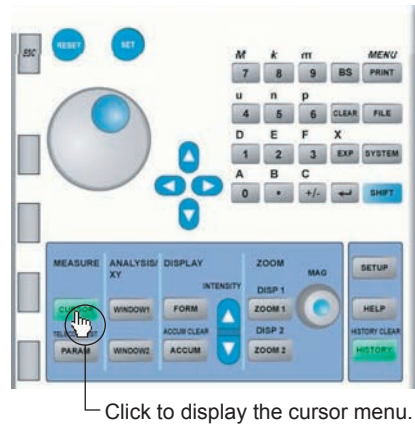 ESC RESET SET
M k m MENU
7 8 9 BS PRINT
u n p
4 5 6 CLEAR FILE
D E F X
1 2 3 EXP SYSTEM
A B C
0 • +/- ↵ SHIFT
MEASURE ANALYSIS/ XY DISPLAY ZOOM
INTENSITY MAG
DISP 1
SETUP
WINDOW1 FORM ZOOM 1
ACCUM CLEAR DISP 2
HELP
HISTORY CLEAR
PARAM WINDOW2 ACCUM ZOOM 2 HISTORY
Click to display the cursor menu.